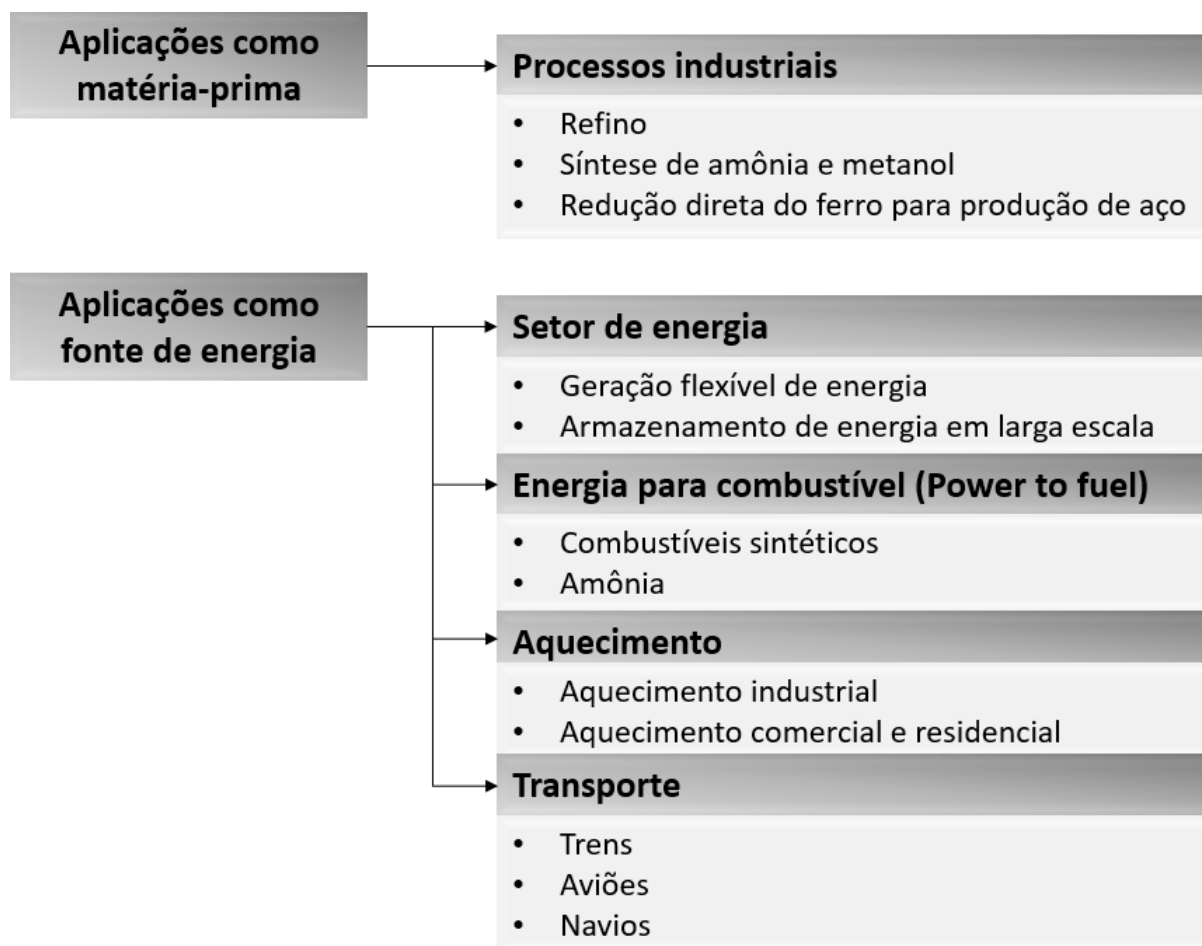 Aplicações como
matéria-prima
Processos industriais
• Refino
• Síntese de amônia e metanol
• Redução direta do ferro para produção de aço
Aplicações como
fonte de energia
Setor de energia
• Geração flexível de energia
• Armazenamento de energia em larga escala
Energia para combustível (Power to fuel)
• Combustíveis sintéticos
• Amônia
Aquecimento
• Aquecimento industrial
• Aquecimento comercial e residencial
Transporte
• Trens
• Aviões
• Navios